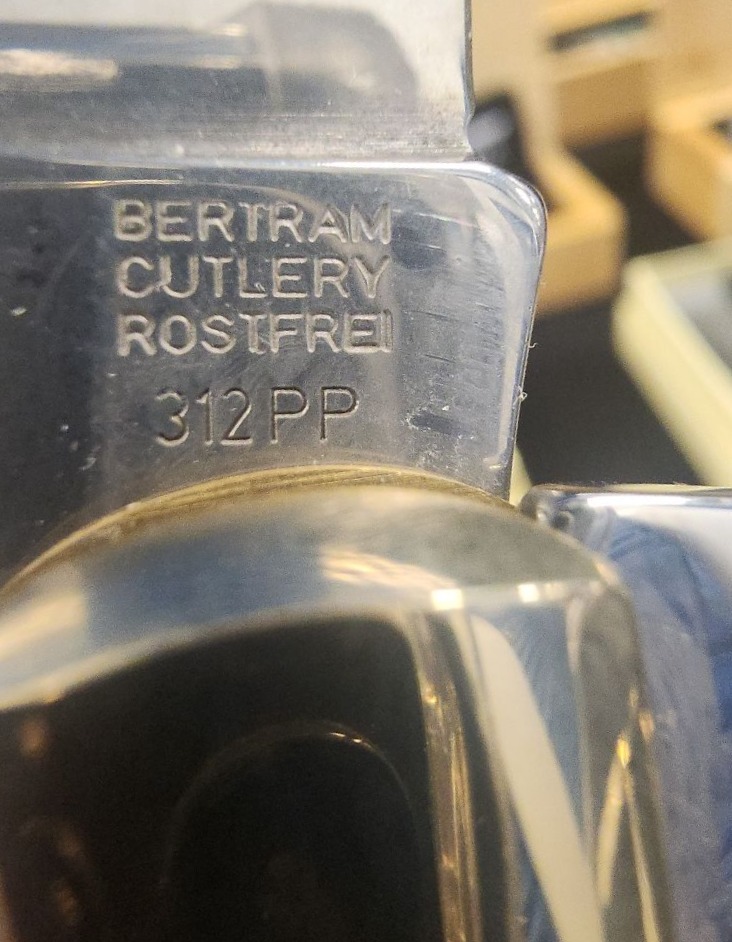 BERTRAM
CUTLERY
ROSTFREI
312PP